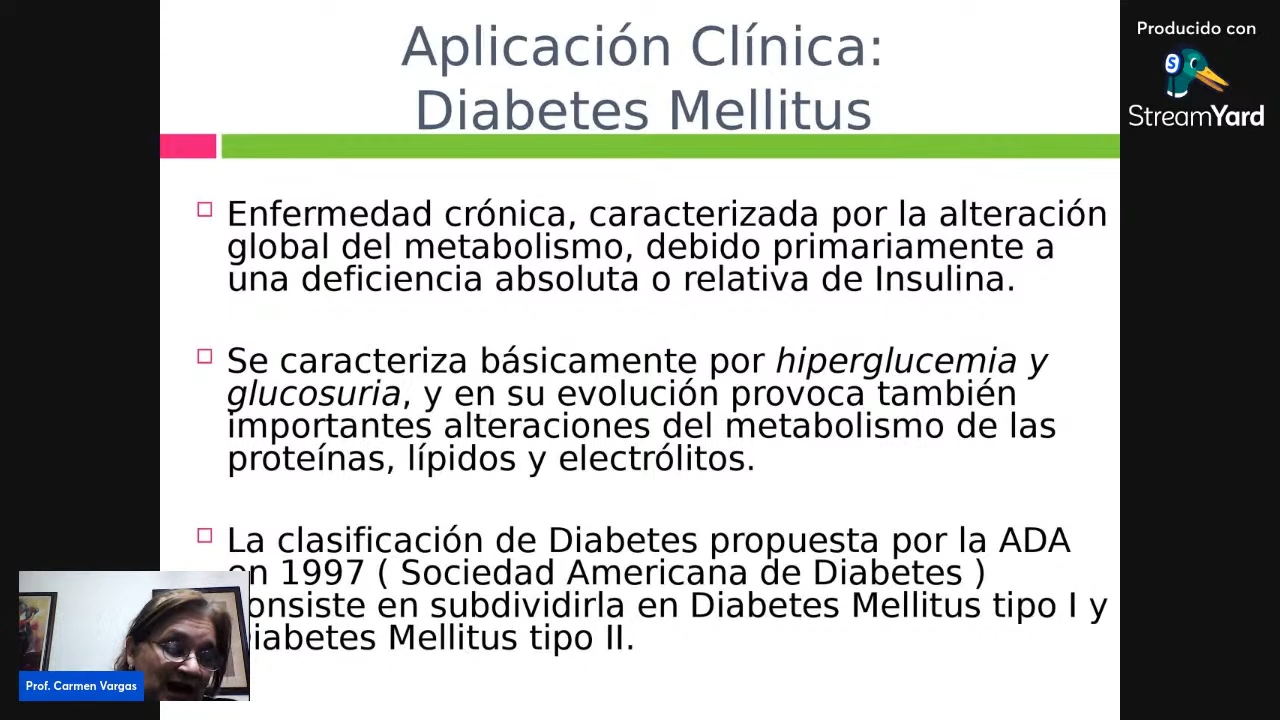 Aplicación Clínica:
Diabetes Mellitus
Producido con
S
StreamYard
Enfermedad crónica, caracterizada por la alteración
global del metabolismo, debido primariamente a
una deficiencia absoluta o relativa de Insulina.
Se caracteriza básicamente por hiperglucemia y
glucosuria, y en su evolución provoca también
importantes alteraciones del metabolismo de las
proteínas, lípidos y electrólitos.
La clasificación de Diabetes propuesta por la ADA
en 1997 ( Sociedad Americana de Diabetes )
onsiste en subdividirla en Diabetes Mellitus tipo I y
iabetes Mellitus tipo II.
Prof. Carmen Vargas